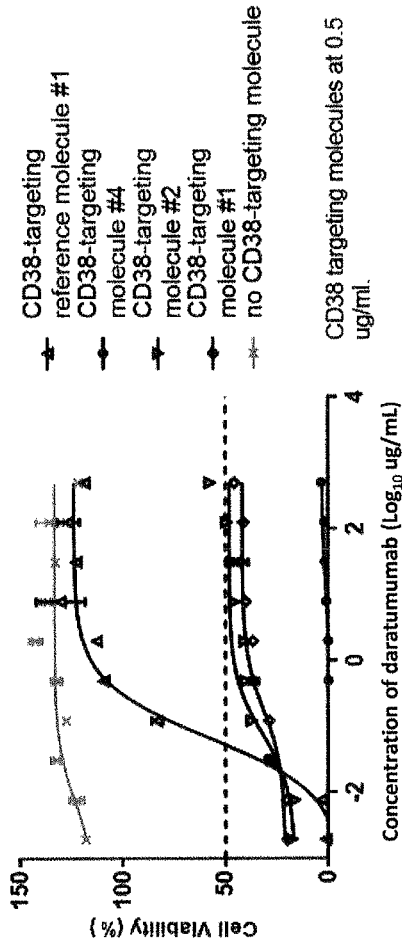 150
100
50
0
Cell Viability (%)
-2
0
2
4
Concentration of daratumumab (Log10 ug/mL)
CD38-targeting
reference molecule #1
CD38-targeting
molecule #4
CD38-targeting
molecule #2
CD38-targeting
molecule #1
no CD38-targeting molecule
CD38 targeting molecules at 0.5
ug/ml.